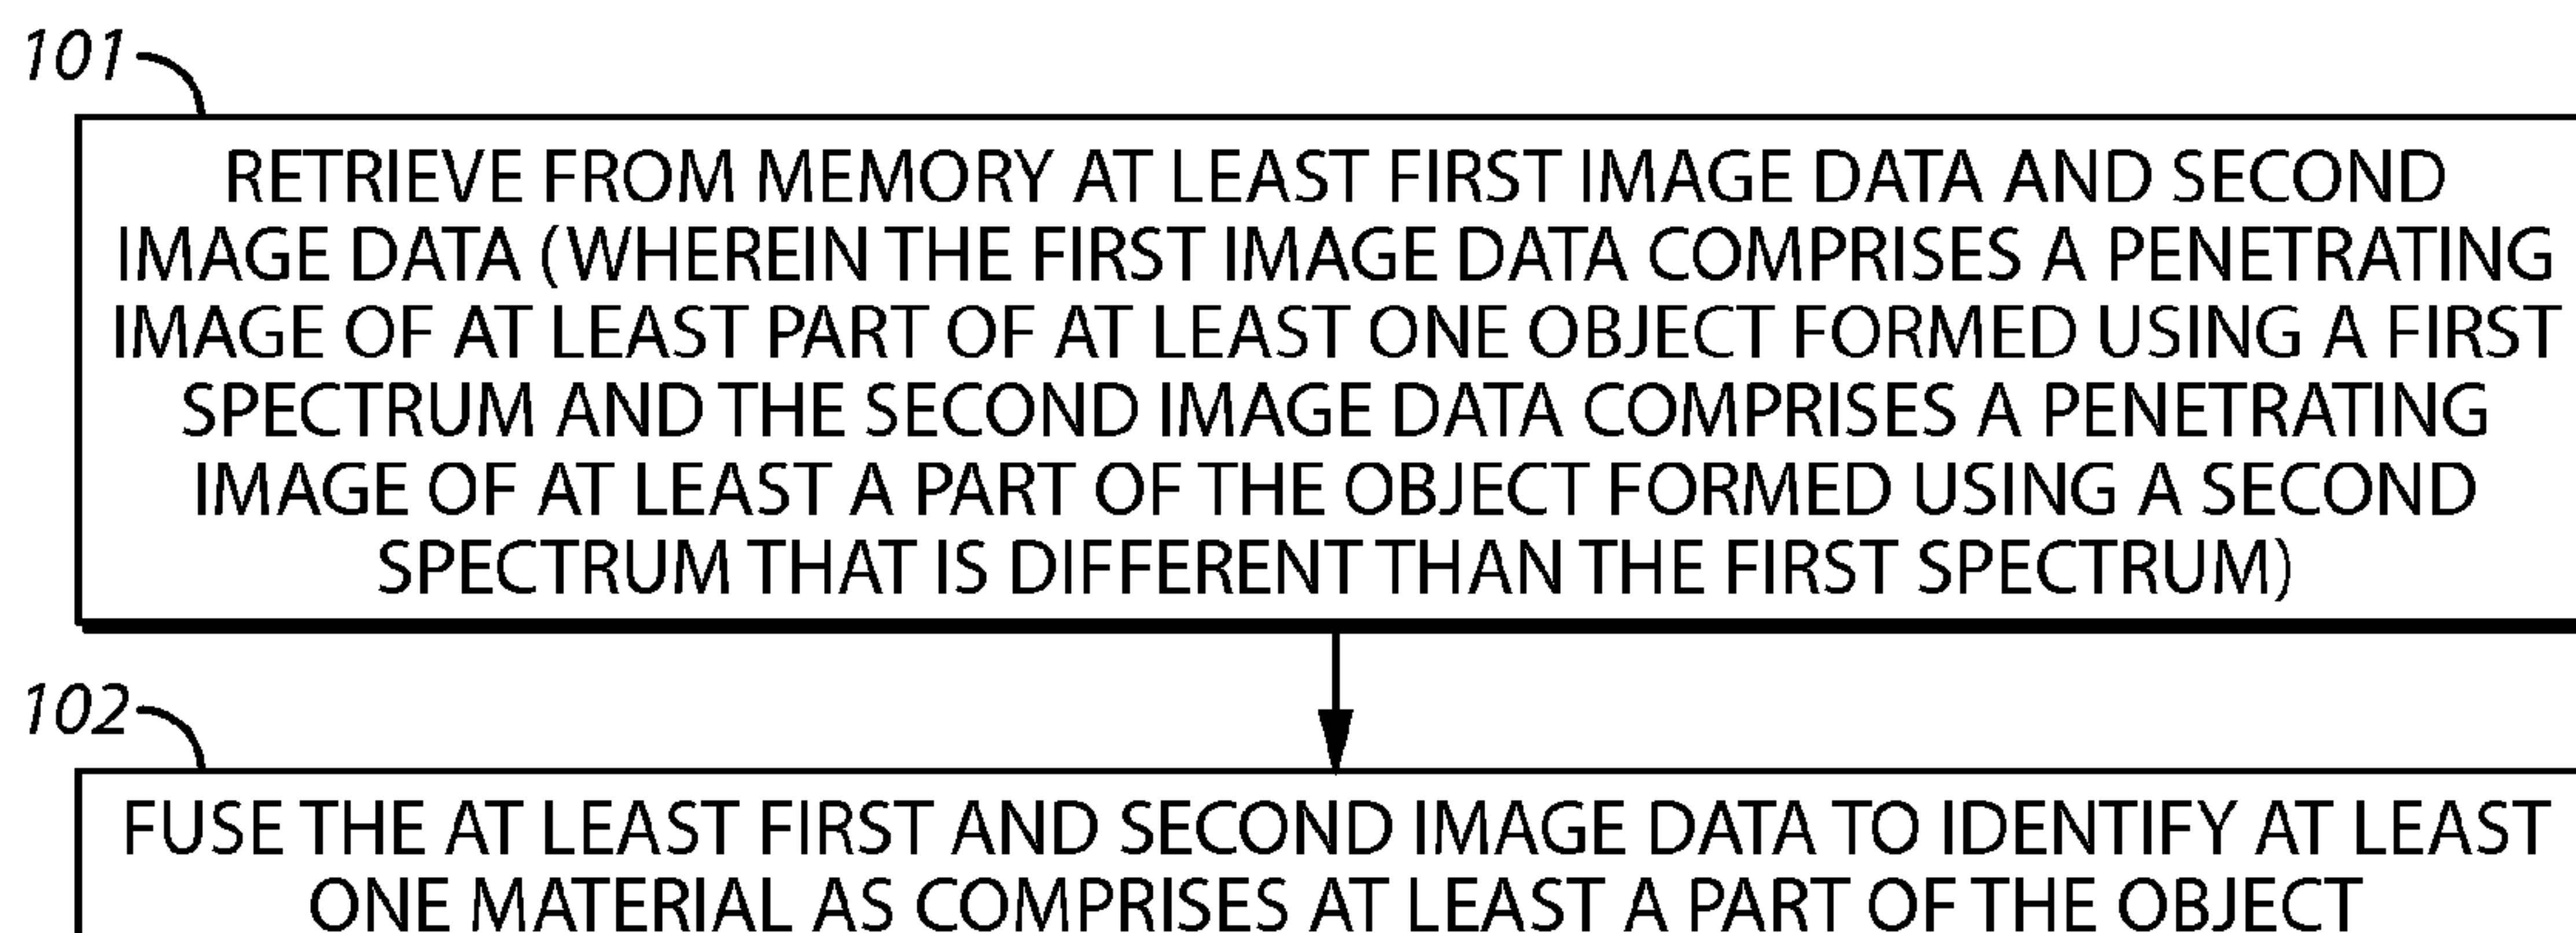 101
RETRIEVE FROM MEMORY AT LEAST FIRST IMAGE DATA AND SECOND
IMAGE DATA (WHEREIN THE FIRST IMAGE DATA COMPRISES A PENETRATING
IMAGE OF AT LEAST PART OF AT LEAST ONE OBJECT FORMED USING A FIRST
SPECTRUM AND THE SECOND IMAGE DATA COMPRISES A PENETRATING
IMAGE OF AT LEAST A PART OF THE OBJECT FORMED USING A SECOND
SPECTRUM THAT IS DIFFERENT THAN THE FIRST SPECTRUM)
102
FUSE THE AT LEAST FIRST AND SECOND IMAGE DATA TO IDENTIFY AT LEAST
ONE MATERIAL AS COMPRISES AT LEAST A PART OF THE OBJECT